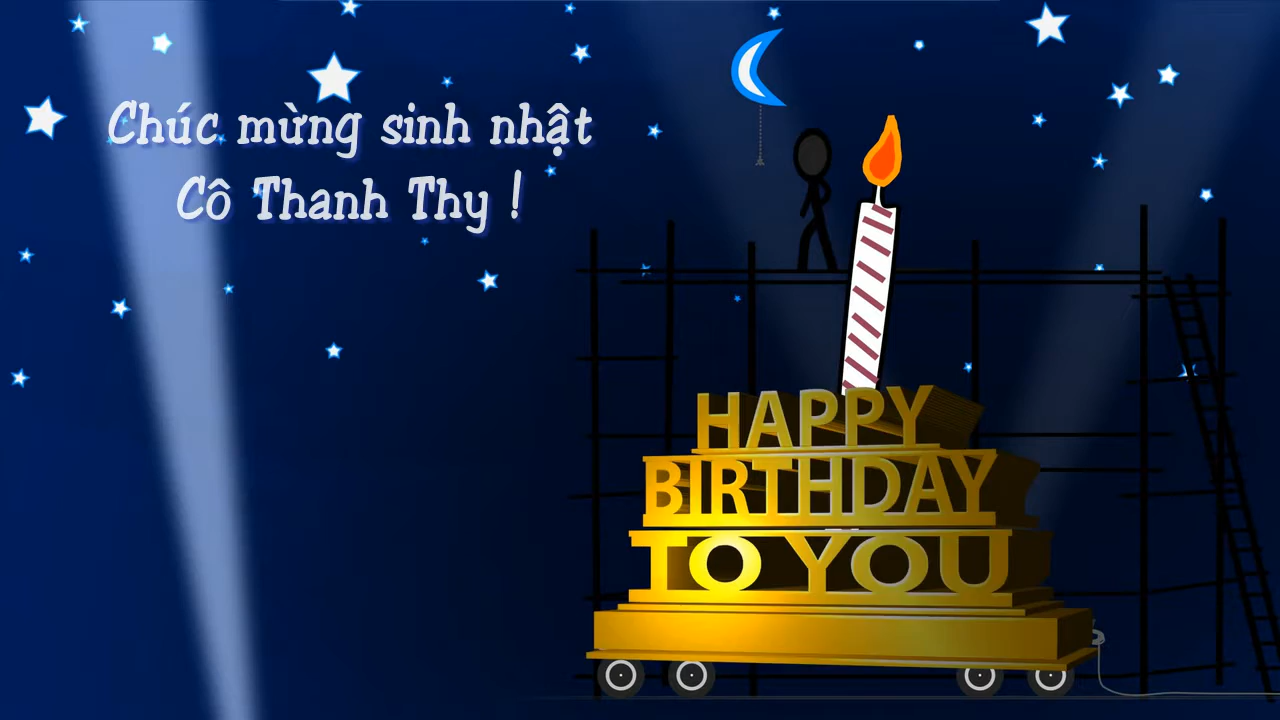 Chúc mừng sinh nhật
Cô Thanh Thy !
HAPPY
BIRTHDAY
TO YOU